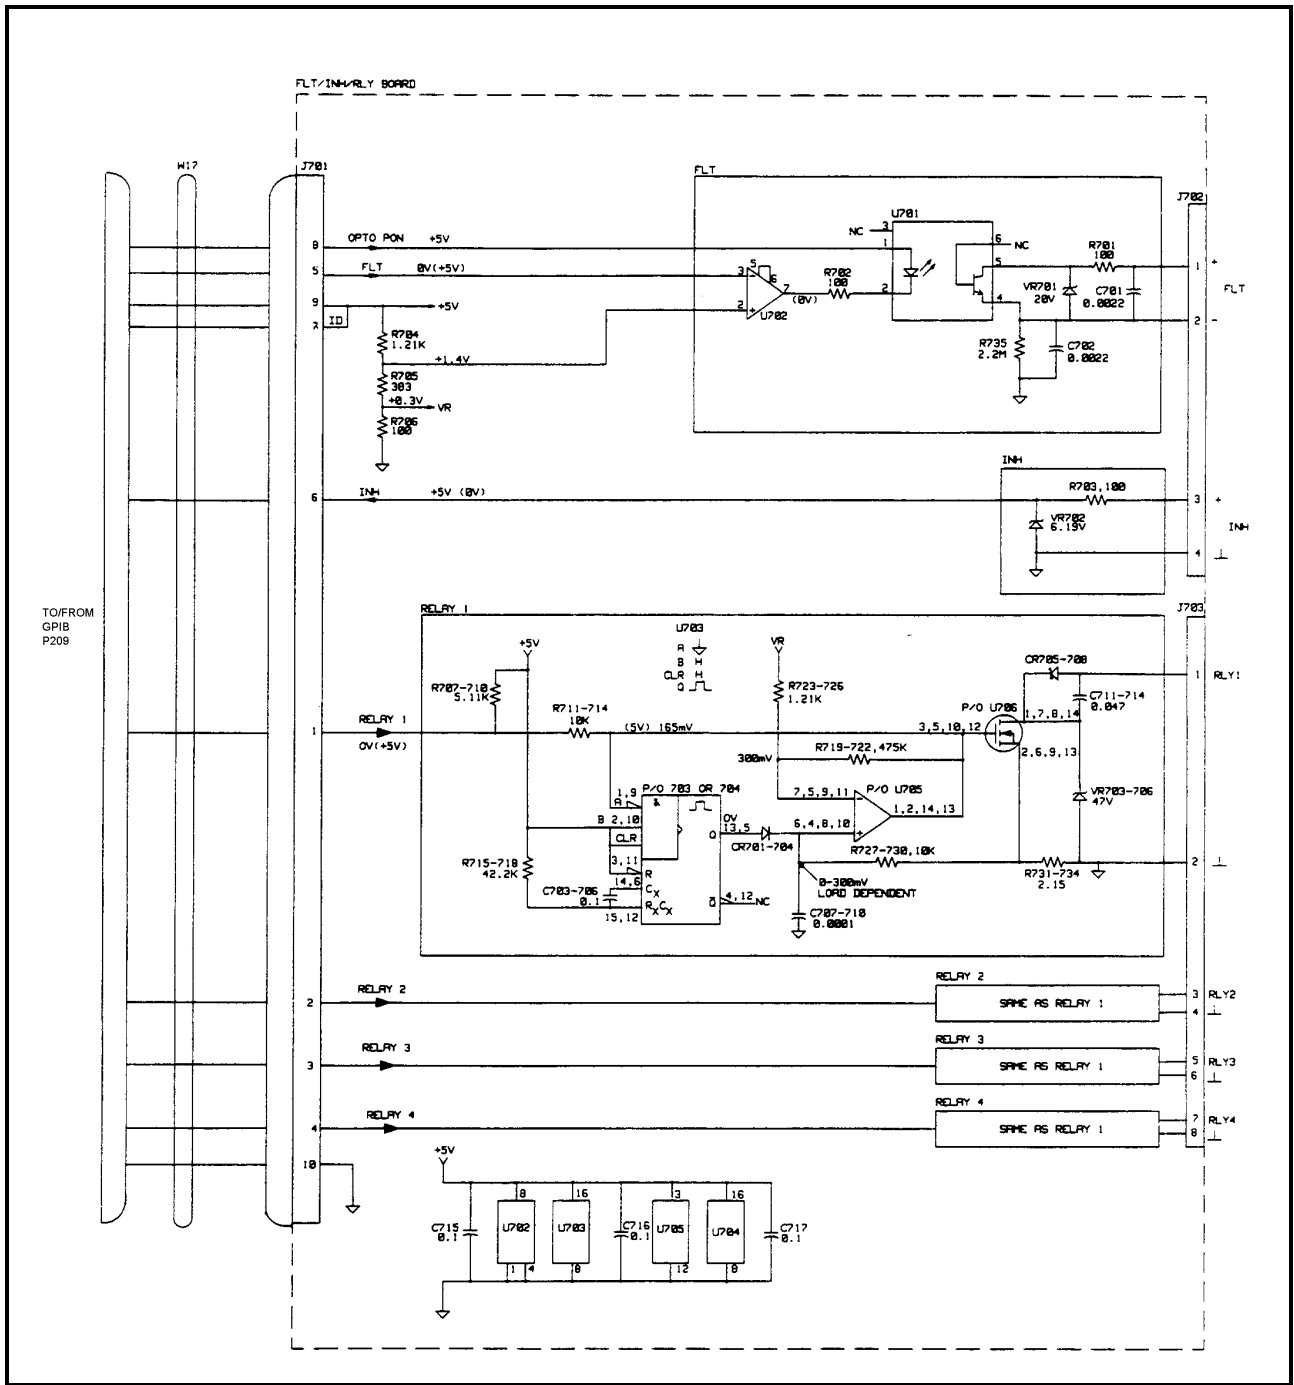 FLT/INH/RLY BOARD
W17
J701
FLT
J702
U701
NC 3
8 OPTO PON +5V
1
6 NC
5 FLT 0V(+5V)
3
5
6
R702
100
7
(0V)
2
U702
2
5
4
R701
100
VR701
20V
C701
0.0022
1 +
FLT
2 -
9
+5V
ID
R704
1.21K
+1.4V
R705
383
+0.3V
VR
R706
100
R735
2.2M
C702
0.0022
INH
6 INH +5V (0V)
R703,100
3 +
VR702
6.19V
INH
4
TO/FROM
GPIB
P209
RELAY 1
J703
U703
A
B H
CLR H
Q
+5V
VR
R707-710
5.11K
R723-726
1.21K
CR705-708
1 RLY1
C711-714
0.047
R711-714
10K
P/O U706
1,7,8,14
1 RELAY 1
0V(+5V)
(5V) 165mV
3,5,10,12
R719-722,475K
2,6,9,13
300mV
P/O 703 OR 704
P/O U705
VR703-706
47V
1,9
A
&
7,5,9,11 -
1,2,14,13
B 2,10
0V
13,5
Q
6,4,8,10 +
CLR
CR701-704
R727-730,10K
3,11
R
R715-718
42.2K
14,6
CX
C703-706
0.1
RXCX
15,12
Q
4,12
NC
0-300mV
LOAD DEPENDENT
R731-734
2.15
2
C707-710
0.0001
RELAY 2
2 RELAY 2
SAME AS RELAY 1
3 RLY2
4
RELAY 3
3 RELAY 3
SAME AS RELAY 1
5 RLY3
6
RELAY 4
4 RELAY 4
SAME AS RELAY 1
7 RLY4
8
10
+5V
8
16
3
16
C715
0.1
U702
U703
C716
0.1
U705
U704
C717
0.1
1 4
8
12
8